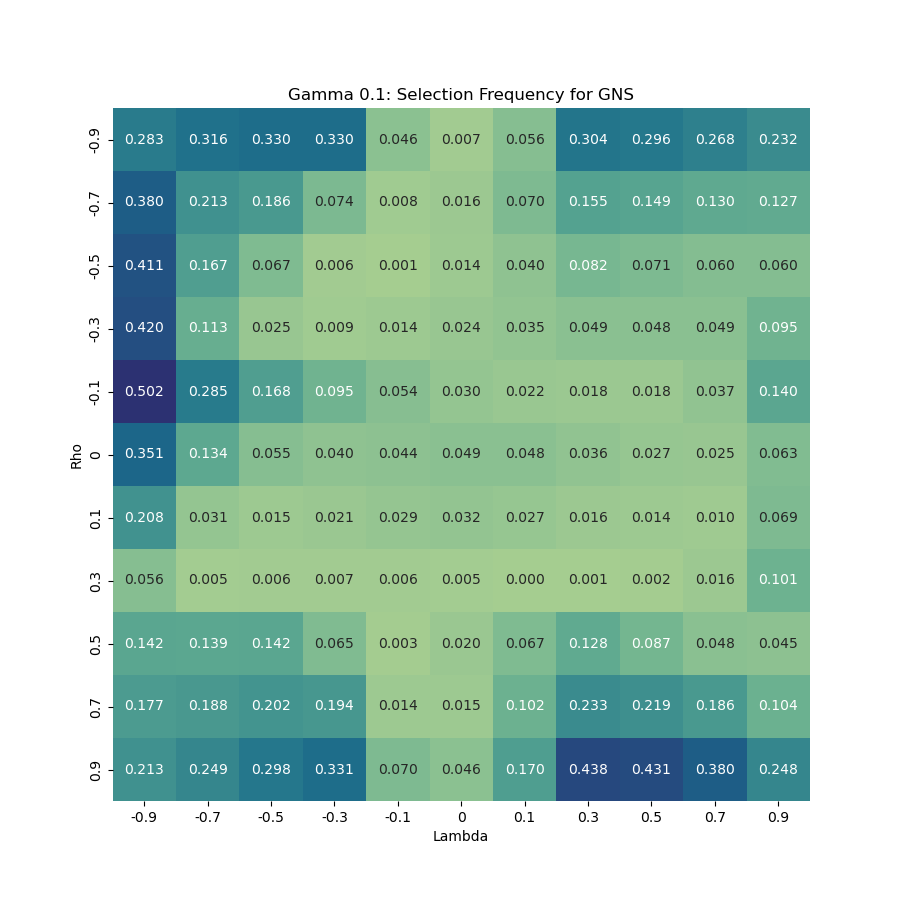 Gamma 0.1: Selection Frequency for GNS
-0.9 0.283 0.316 0.330 0.330 0.046 0.007 0.056 0.304 0.296 0.268 0.232
-0.7 0.380 0.213 0.186 0.074 0.008 0.016 0.070 0.155 0.149 0.130 0.127
-0.5 0.411 0.167 0.067 0.006 0.001 0.014 0.040 0.082 0.071 0.060 0.060
-0.3 0.420 0.113 0.025 0.009 0.014 0.024 0.035 0.049 0.048 0.049 0.095
-0.1 0.502 0.285 0.168 0.095 0.054 0.030 0.022 0.018 0.018 0.037 0.140
Rho
0 0.351 0.134 0.055 0.040 0.044 0.049 0.048 0.036 0.027 0.025 0.063
0.1 0.208 0.031 0.015 0.021 0.029 0.032 0.027 0.016 0.014 0.010 0.069
0.3 0.056 0.005 0.006 0.007 0.006 0.005 0.000 0.001 0.002 0.016 0.101
0.5 0.142 0.139 0.142 0.065 0.003 0.020 0.067 0.128 0.087 0.048 0.045
0.7 0.177 0.188 0.202 0.194 0.014 0.015 0.102 0.233 0.219 0.186 0.104
0.9 0.213 0.249 0.298 0.331 0.070 0.046 0.170 0.438 0.431 0.380 0.248
-0.9 -0.7 -0.5 -0.3 -0.1 0 0.1 0.3 0.5 0.7 0.9
Lambda